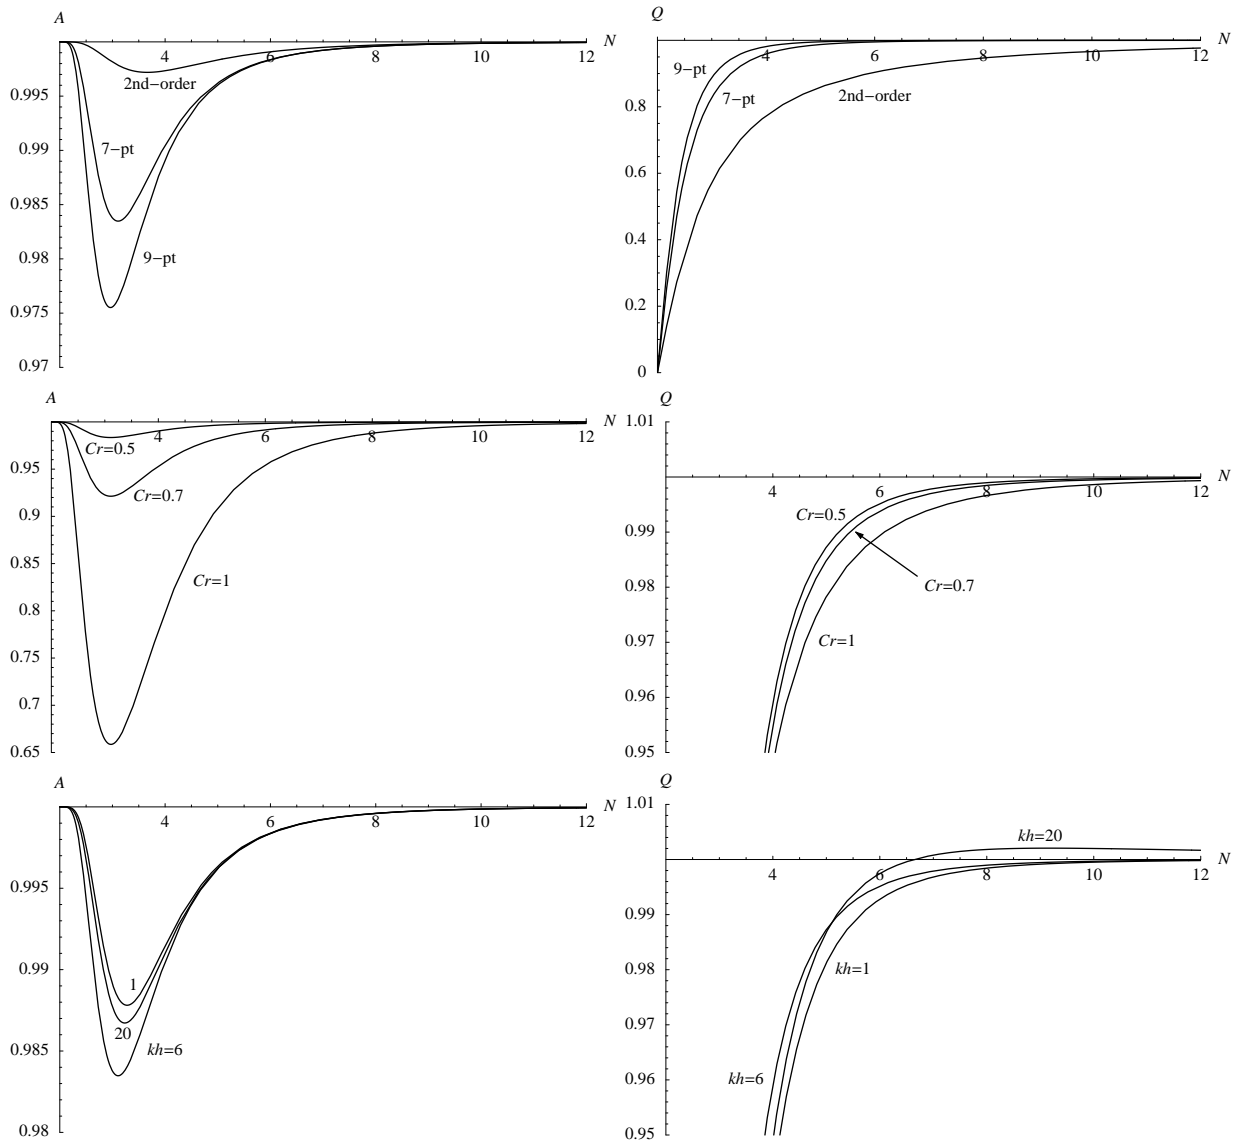 A
N
4 6 8 10 12
0.995
0.99
0.985
0.98
0.975
0.97
2nd−order
7−pt
9−pt
Q
N
4 6 8 10 12
0.8
0.6
0.4
0.2
0
9−pt
7−pt
2nd−order
A
N
4 6 8 10 12
0.95
0.9
0.85
0.8
0.75
0.7
0.65
Cr=0.5
Cr=0.7
Cr=1
Q
1.01
N
4 6 8 10 12
0.99
0.98
0.97
0.96
0.95
Cr=0.5
Cr=0.7
Cr=1
A
N
4 6 8 10 12
0.995
0.99
0.985
0.98
1
20
kh=6
Q
1.01
kh=20
N
4 6 8 10 12
0.99
0.98
0.97
0.96
0.95
kh=1
kh=6